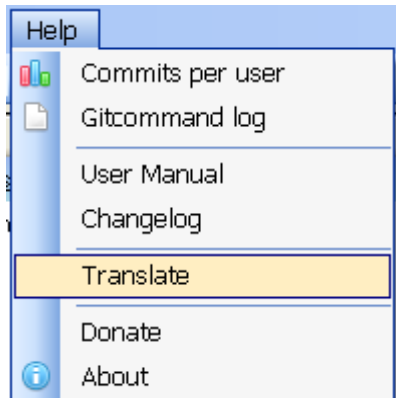 Help
Commits per user
Gitcommand log
User Manual
Changelog
Translate
Donate
About